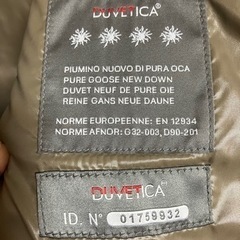 DUVETICA
PIUMINO NUOVO DI PURA OCA
PURE GOOSE NEW DOWN
DUVET NEUF DE PURE OIE
REINE GANS NEUE DAUNE
NORME EUROPEENNE: EN 12934
NORME AFNOR: G32-003, D90-201
DUVETICA
ID. N° 01759932